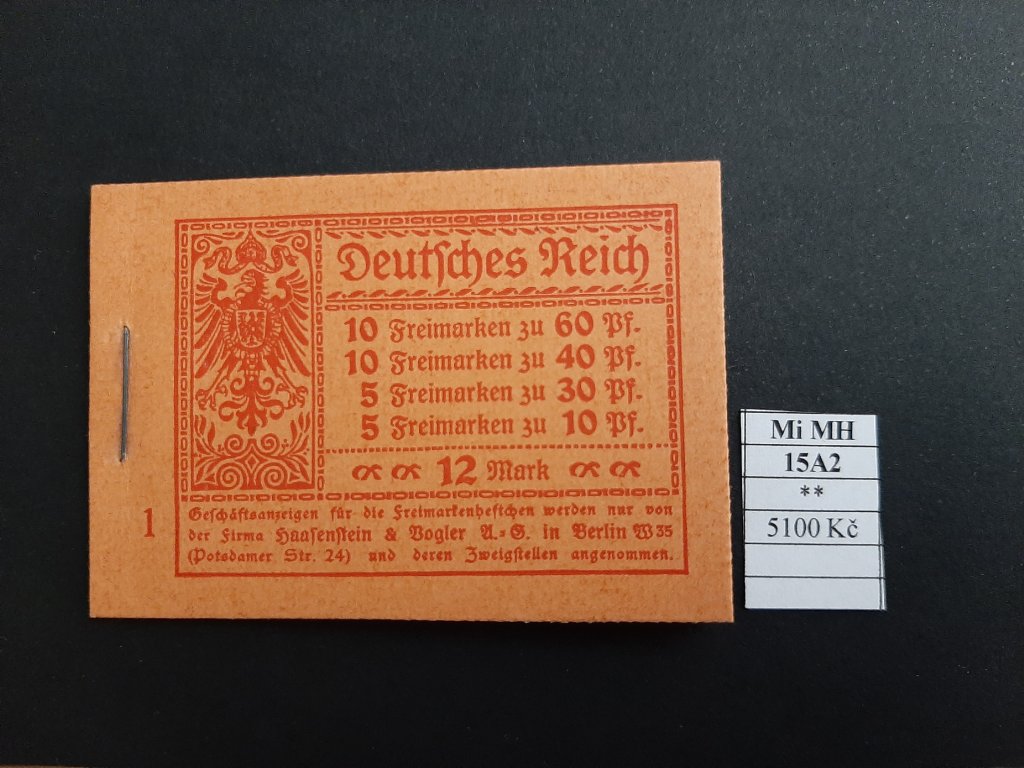 Deutsches Reich
10 Freimarken zu 60 Pf.
10 Freimarken zu 40 Pf.
5 Freimarken zu 30 Pf.
5 Freimarken zu 10 Pf.
12 Mark
1
Geschäftsanzeigen für die Freimarkenheftchen werden nur von
der Firma Haasenstein & Vogler A.=G. in Berlin W 35
(Potsdamer Str. 24) und deren Zweigstellen angenommen.
Mi MH
15A2
**
5100 Kč